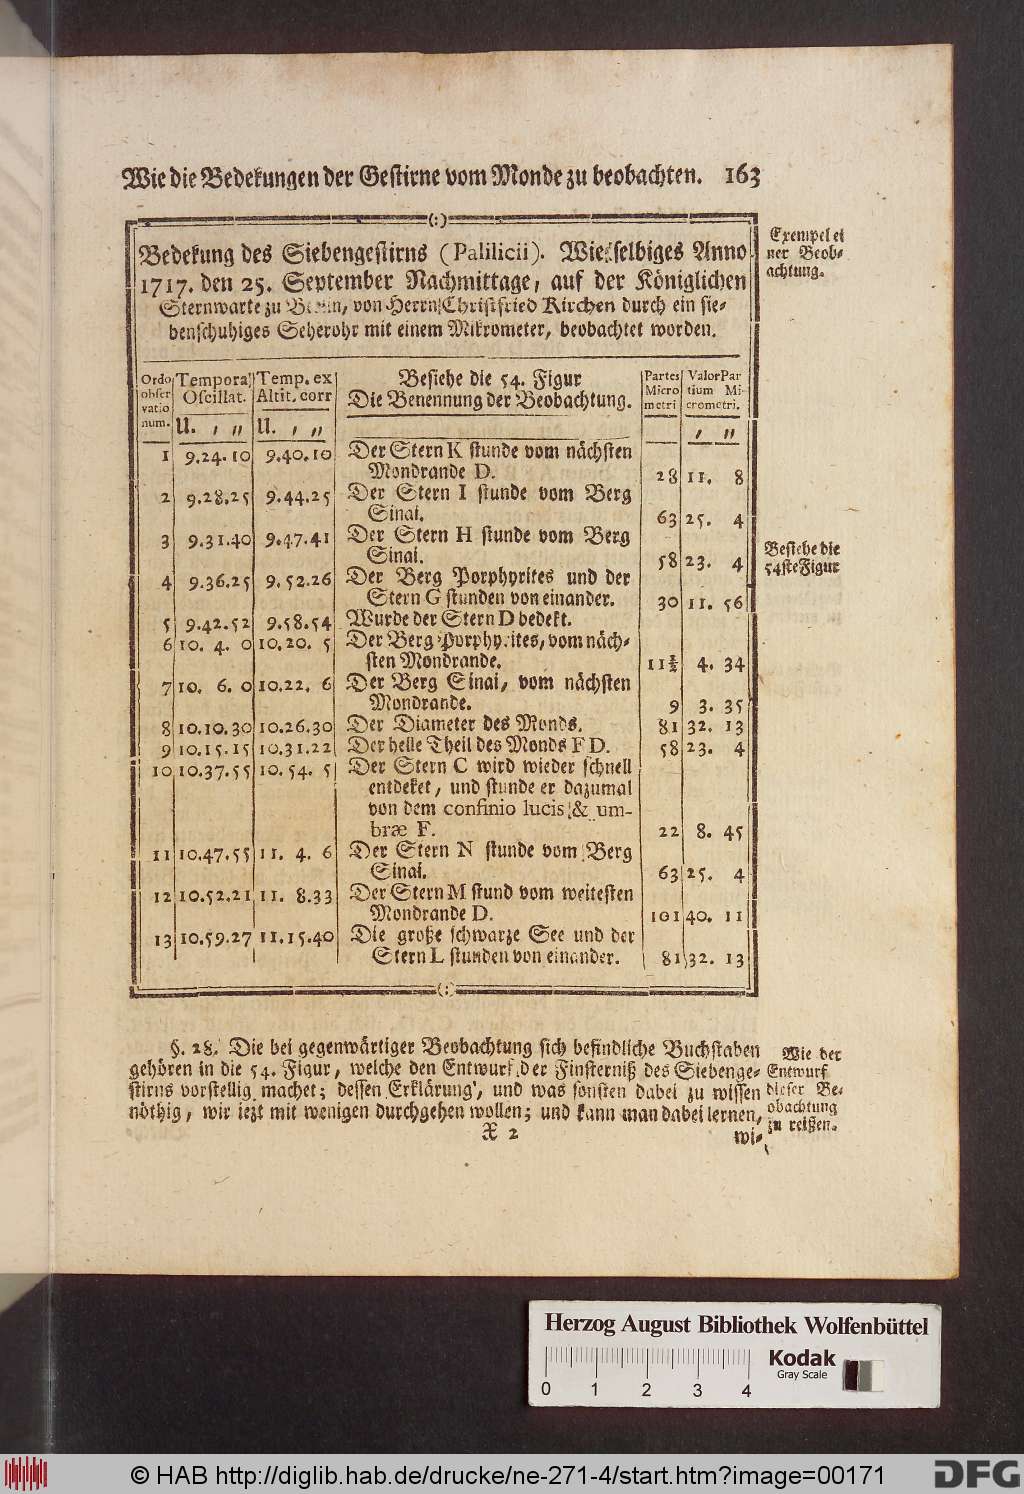 Wie die Bedekungen der Gestirne vom Monde zu beobachten. 163
(:)
Bedekung des Siebengestirns (Palilicii). Wie selbiges Anno
1717. den 25. September Nachmittage, auf der Königlichen
Sternwarte zu Berlin, von Herrn Christfried Kirchen durch ein sie-
benschuhiges Seherohr mit einem Mikrometer, beobachtet worden.
Exempel ei
ner Beob-
achtung.
Ordo
obser
vatio
num.
Tempora
Oscillat.
U. , ,,
Temp. ex
Altit. corr
U. , ,,
Besiehe die 54. Figur
Die Benennung der Beobachtung.
Partes
Micro
metri
Valor Par
tium Mi-
crometri.
, ,,
1 9.24.10 9.40.10 Der Stern K stunde vom nächsten
Mondrande D. 28 11. 8
2 9.28.25 9.44.25 Der Stern I stunde vom Berg
Sinai. 63 25. 4
3 9.31.40 9.47.41 Der Stern H stunde vom Berg
Sinai. 58 23. 4
Besiehe die
54ste Figur
4 9.36.25 9.52.26 Der Berg Porphyrites und der
Stern G stunden von einander. 30 11. 56
5 9.42.52 9.58.54 Wurde der Stern D bedekt.
6 10. 4. 0 10.20. 5 Der Berg Porphyrites, vom näch-
sten Mondrande. 11½ 4. 34
7 10. 6. 0 10.22. 6 Der Berg Sinai, vom nächsten
Mondrande. 9 3. 35
8 10.10.30 10.26.30 Der Diameter des Monds. 81 32. 13
9 10.15.15 10.31.22 Der helle Theil des Monds F D. 58 23. 4
10 10.37.55 10.54. 5 Der Stern C wird wieder schnell
entdeket, und stunde er dazumal
von dem confinio lucis & um-
bræ F. 22 8. 45
11 10.47.55 11. 4. 6 Der Stern N stunde vom Berg
Sinai. 63 25. 4
12 10.52.21 11. 8.33 Der Stern M stund vom weitesten
Mondrande D. 101 40. 11
13 10.59.27 11.15.40 Die große schwarze See und der
Stern L stunden von einander. 81 32. 13
(:)
§. 28. Die bei gegenwärtiger Beobachtung sich befindliche Buchstaben
gehören in die 54. Figur, welche den Entwurf der Finsterniß des Siebenge-
stirns vorstellig machet; dessen Erklärung, und was sonsten dabei zu wissen
nöthig, wir iezt mit wenigen durchgehen wollen; und kann man dabei lernen,
Wie der
Entwurf
dieser Be-
obachtung
zu reißen.
X 2
wi-
Herzog August Bibliothek Wolfenbüttel
0 1 2 3 4
Kodak
Gray Scale
© HAB http://diglib.hab.de/drucke/ne-271-4/start.htm?image=00171
DFG